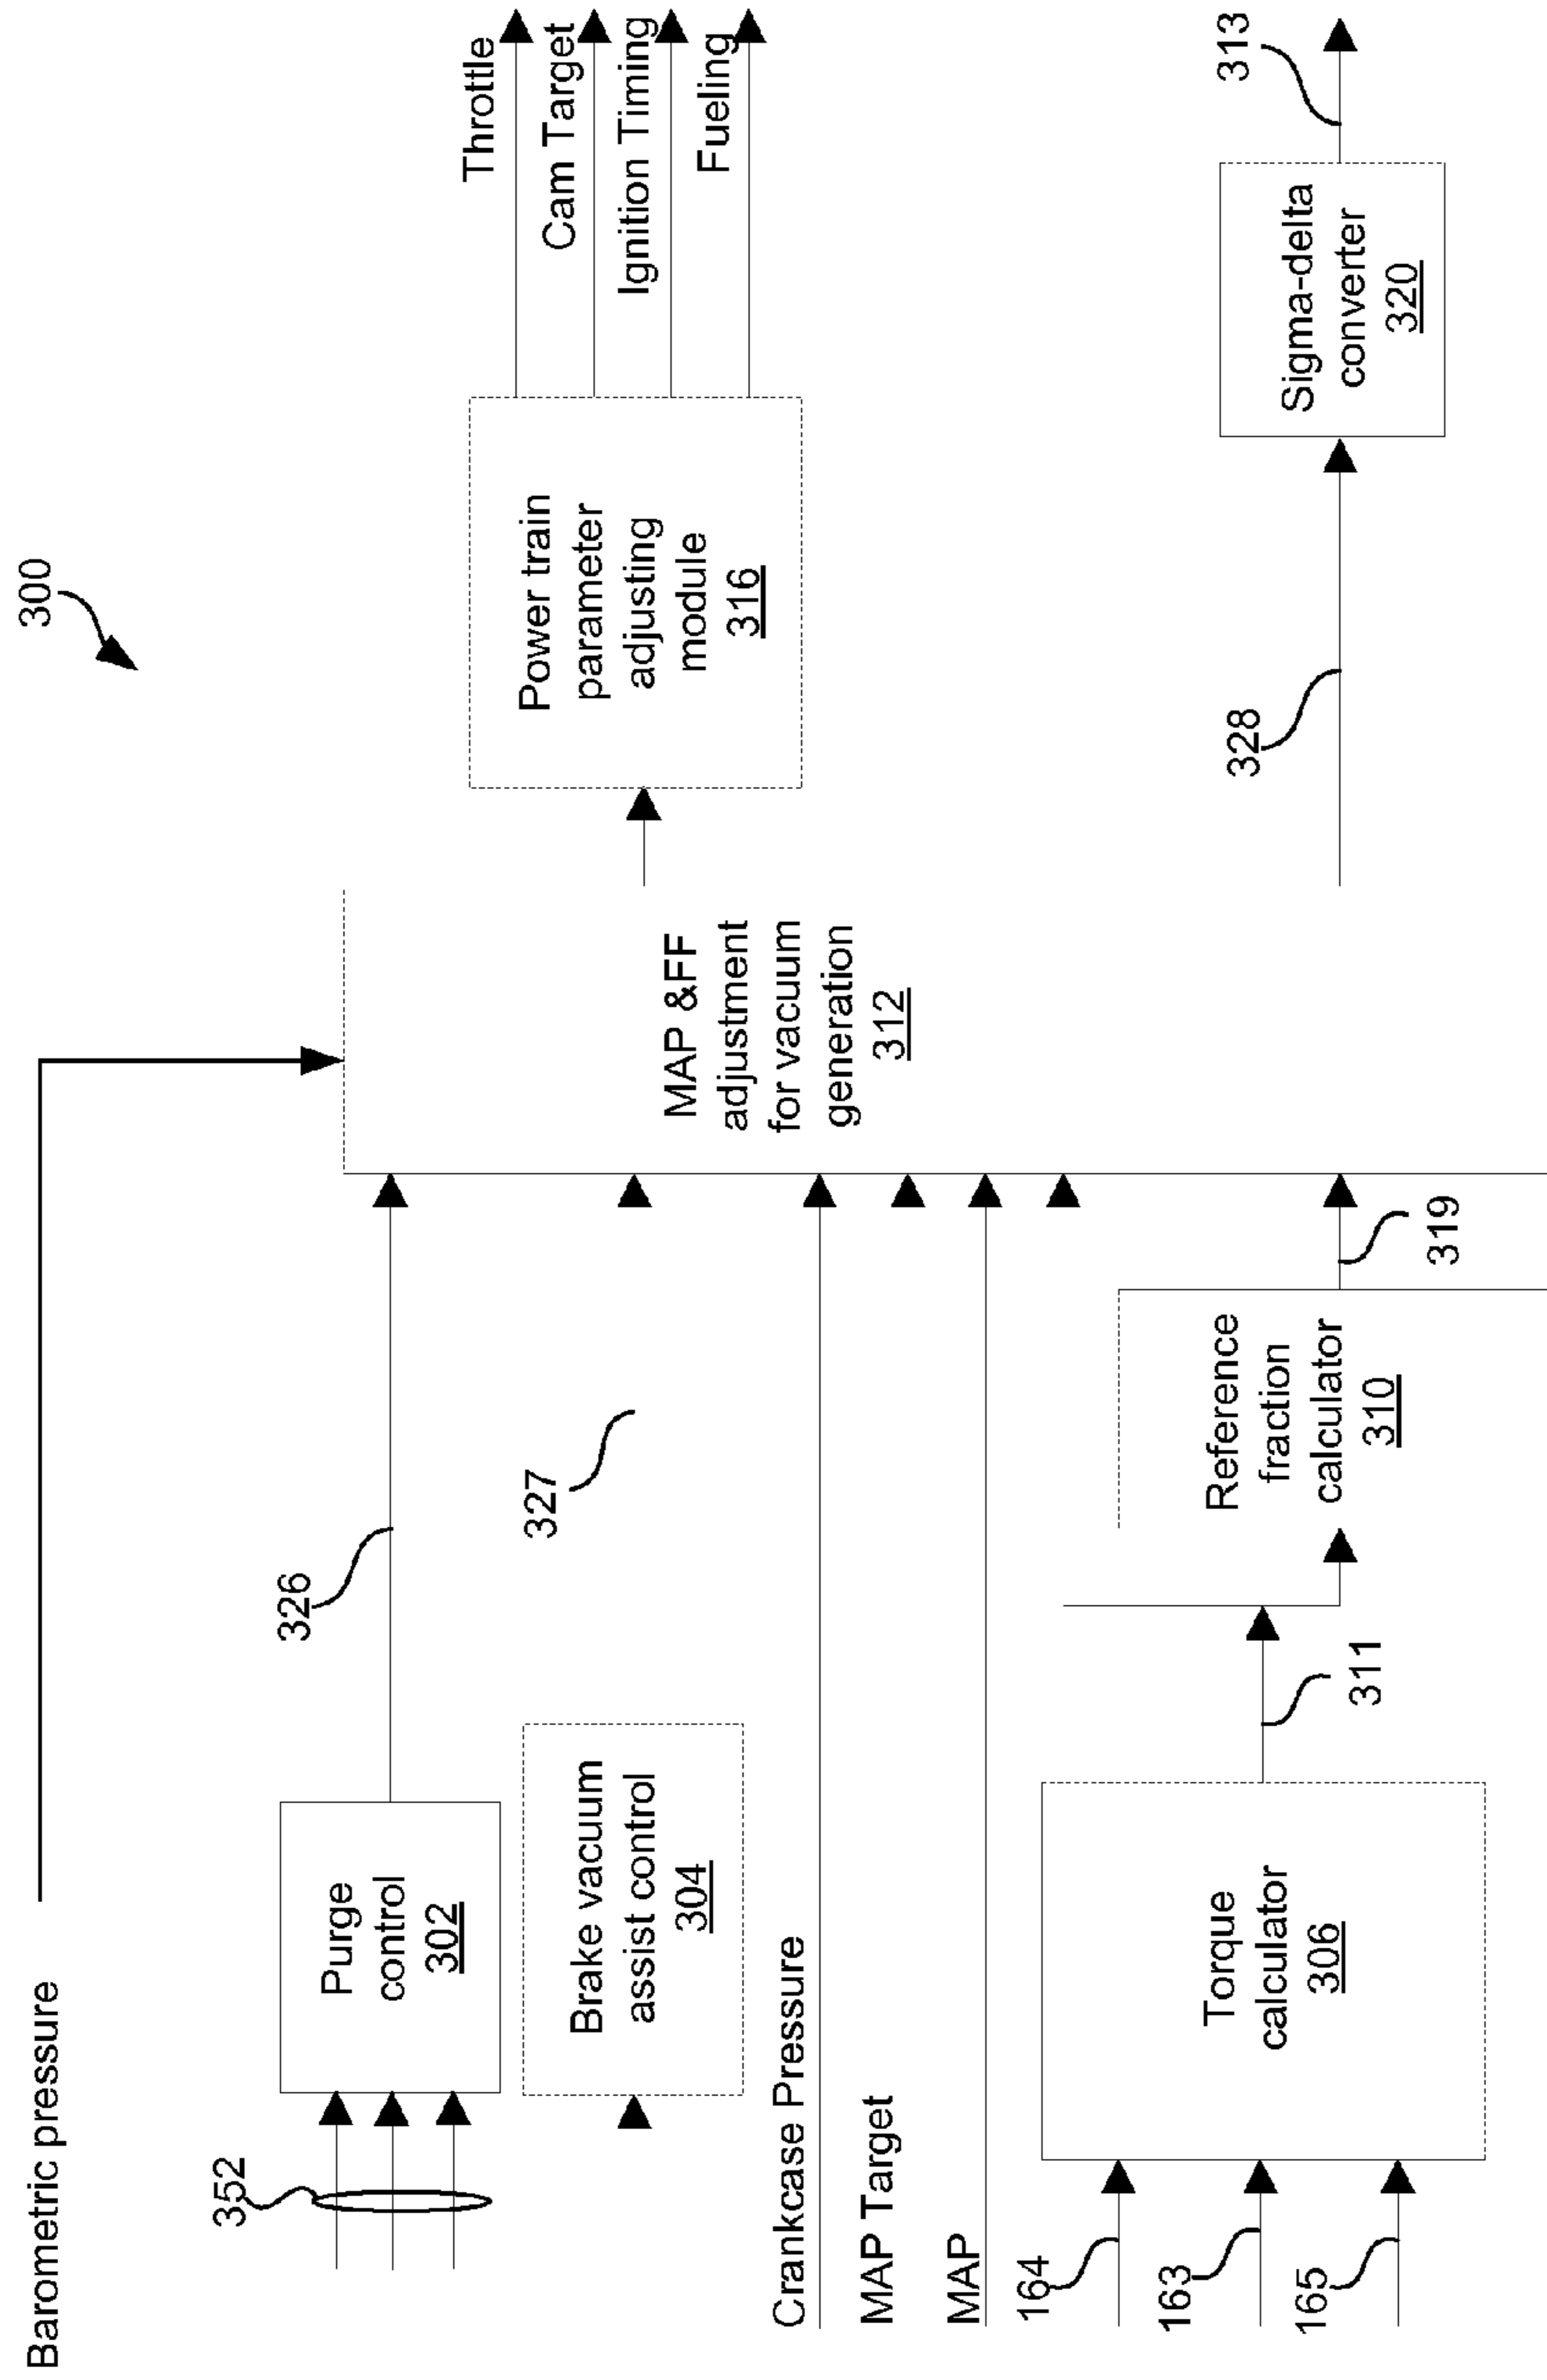 300
Barometric pressure
352
Purge
control
302
326
Brake vacuum
assist control
304
327
Crankcase Pressure
MAP Target
MAP
164
163
165
Torque
calculator
306
311
Reference
fraction
calculator
310
319
MAP &FF
adjustment
for vacuum
generation
312
Power train
parameter
adjusting
module
316
Throttle
Cam Target
Ignition Timing
Fueling
328
Sigma-delta
converter
320
313